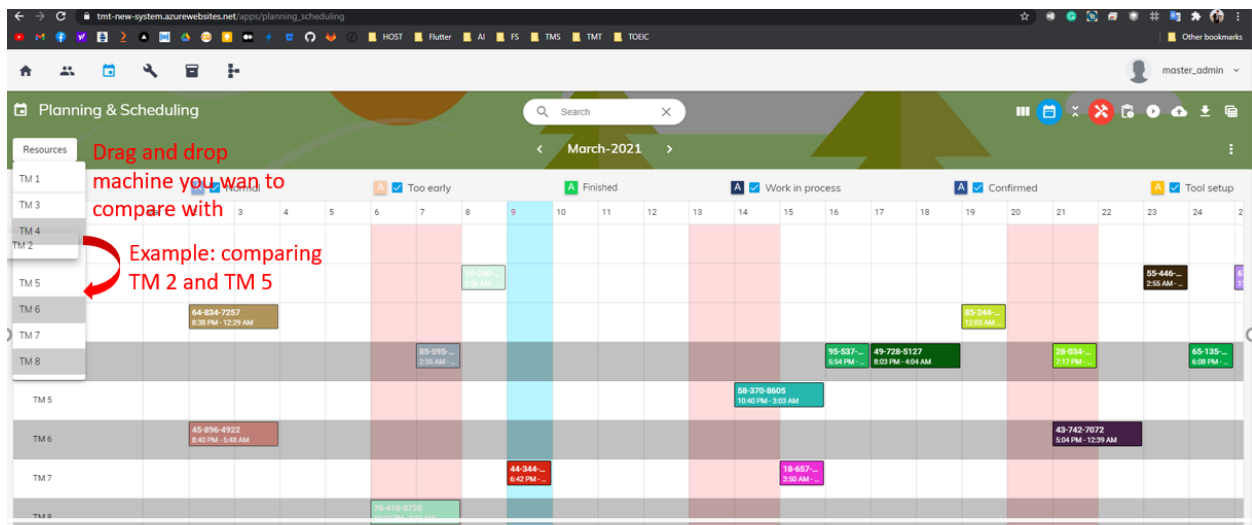 tmt-new-system.azurewebsites.net/apps/planning_scheduling
HOST Flutter AI FS TMS TMT TOEIC Other bookmarks
master_admin
Planning & Scheduling
Search
Resources
March-2021
Drag and drop
machine you wan to
compare with
Example: comparing
TM 2 and TM 5
TM 1
TM 3
TM 4
TM 2
TM 5
TM 6
TM 7
TM 8
A Normal A Too early A Finished A Work in process A Confirmed A Tool setup
3 4 5 6 7 8 9 10 11 12 13 14 15 16 17 18 19 20 21 22 23 24 2
55-446-...
2:55 AM - ...
64-834-7257
8:38 PM - 12:29 AM
85-244-...
12:03 AM ...
85-595-...
2:35 AM - ...
95-537-...
5:54 PM - ...
49-728-5127
8:03 PM - 4:04 AM
28-034-...
7:17 PM - ...
65-135-...
6:08 PM - ...
TM 5
58-370-8605
10:40 PM - 3:03 AM
TM 6
45-896-4922
8:40 PM - 5:48 AM
43-742-7072
5:04 PM - 12:39 AM
TM 7
44-344-...
6:42 PM - ...
18-657-...
3:50 AM - ...
TM 8
76-416-0720